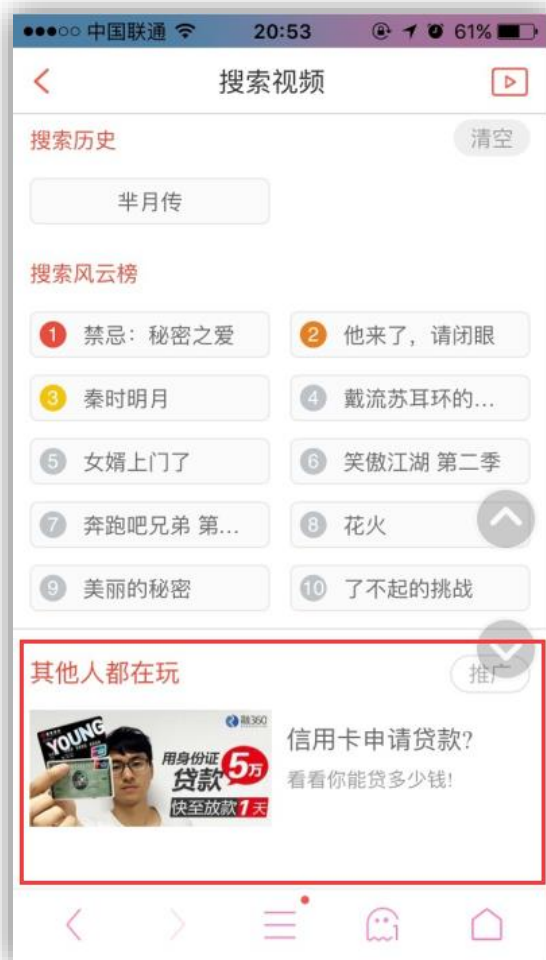 中国联通 20:53 61%
搜索视频
搜索历史 清空
芈月传
搜索风云榜
1 禁忌：秘密之爱 2 他来了，请闭眼
3 秦时明月 4 戴流苏耳环的...
5 女婿上门了 6 笑傲江湖 第二季
7 奔跑吧兄弟 第... 8 花火
9 美丽的秘密 10 了不起的挑战
其他人都在玩 推广
YOUNG
融360
用身份证
贷款5万
快至放款1天
信用卡申请贷款?
看看你能贷多少钱!
1